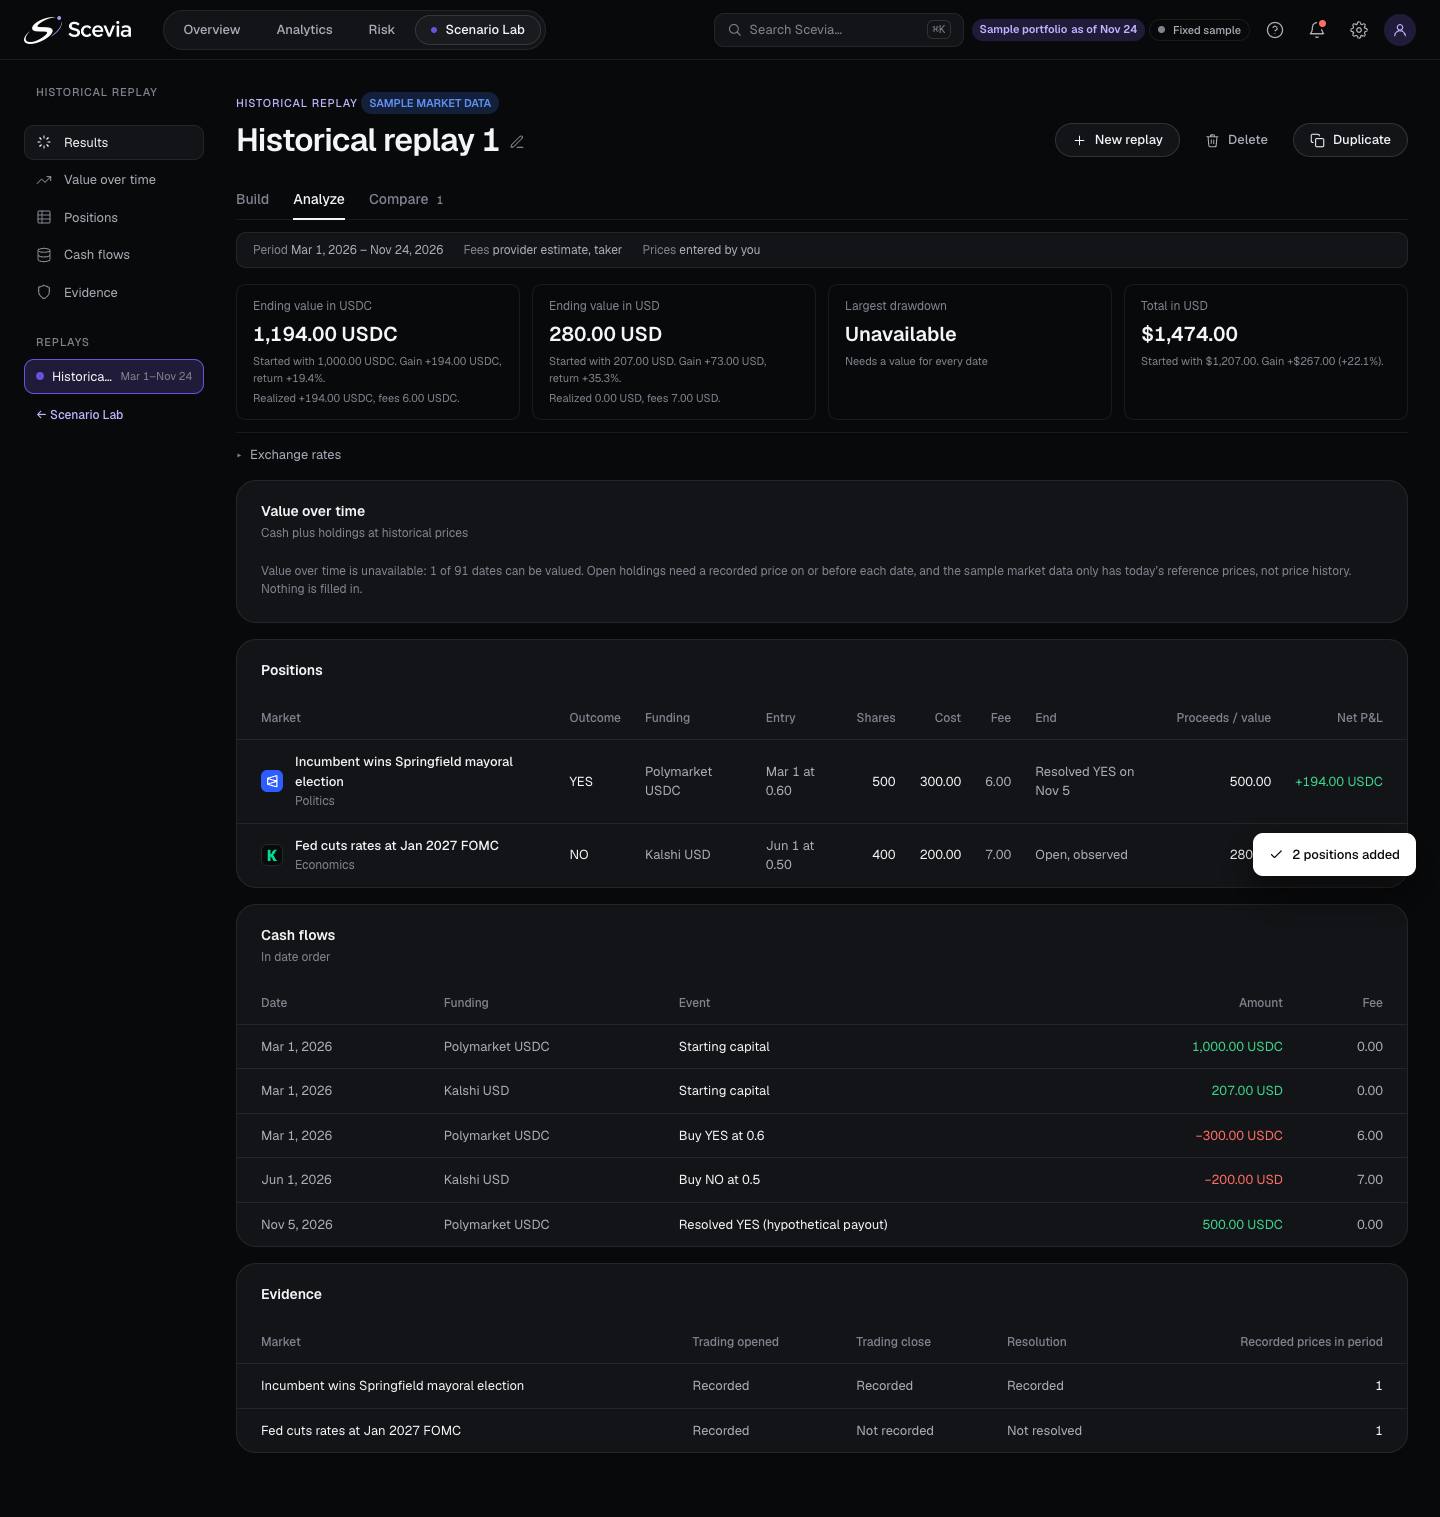 Scevia
Overview Analytics Risk Scenario Lab
Search Scevia... ⌘K
Sample portfolio as of Nov 24
Fixed sample
HISTORICAL REPLAY
Results
Value over time
Positions
Cash flows
Evidence
REPLAYS
Historica... Mar 1–Nov 24
← Scenario Lab
HISTORICAL REPLAY SAMPLE MARKET DATA
Historical replay 1
New replay Delete Duplicate
Build Analyze Compare 1
Period Mar 1, 2026 – Nov 24, 2026 Fees provider estimate, taker Prices entered by you
Ending value in USDC
1,194.00 USDC
Started with 1,000.00 USDC. Gain +194.00 USDC,
return +19.4%.
Realized +194.00 USDC, fees 6.00 USDC.
Ending value in USD
280.00 USD
Started with 207.00 USD. Gain +73.00 USD,
return +35.3%.
Realized 0.00 USD, fees 7.00 USD.
Largest drawdown
Unavailable
Needs a value for every date
Total in USD
$1,474.00
Started with $1,207.00. Gain +$267.00 (+22.1%).
Exchange rates
Value over time
Cash plus holdings at historical prices
Value over time is unavailable: 1 of 91 dates can be valued. Open holdings need a recorded price on or before each date, and the sample market data only has today's reference prices, not price history.
Nothing is filled in.
Positions
Market Outcome Funding Entry Shares Cost Fee End Proceeds / value Net P&L
Incumbent wins Springfield mayoral
election
Politics
YES
Polymarket
USDC
Mar 1 at
0.60
500 300.00 6.00
Resolved YES on
Nov 5
500.00 +194.00 USDC
Fed cuts rates at Jan 2027 FOMC
Economics
NO Kalshi USD
Jun 1 at
0.50
400 200.00 7.00 Open, observed 280
2 positions added
Cash flows
In date order
Date Funding Event Amount Fee
Mar 1, 2026 Polymarket USDC Starting capital 1,000.00 USDC 0.00
Mar 1, 2026 Kalshi USD Starting capital 207.00 USD 0.00
Mar 1, 2026 Polymarket USDC Buy YES at 0.6 −300.00 USDC 6.00
Jun 1, 2026 Kalshi USD Buy NO at 0.5 −200.00 USD 7.00
Nov 5, 2026 Polymarket USDC Resolved YES (hypothetical payout) 500.00 USDC 0.00
Evidence
Market Trading opened Trading close Resolution Recorded prices in period
Incumbent wins Springfield mayoral election Recorded Recorded Recorded 1
Fed cuts rates at Jan 2027 FOMC Recorded Not recorded Not resolved 1